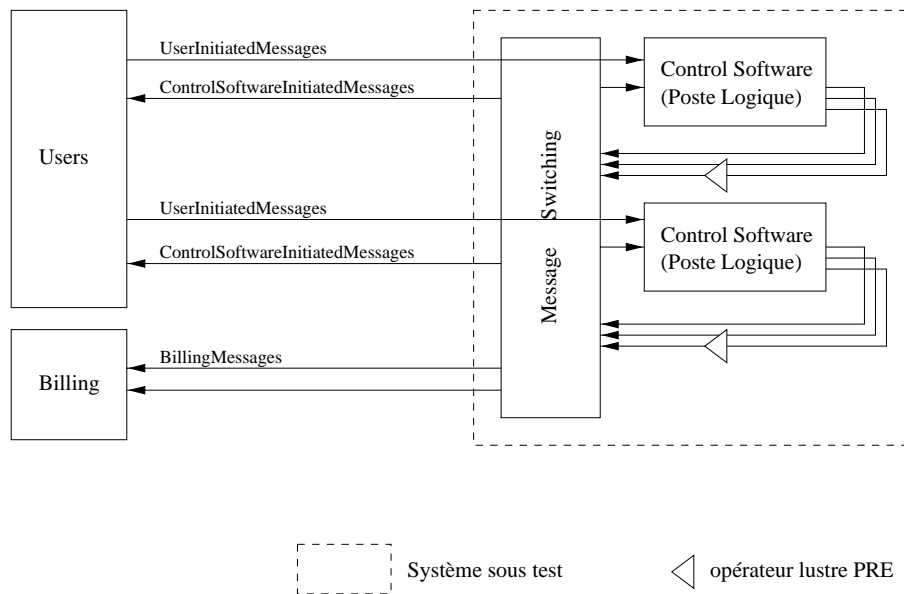 UserInitiatedMessages
ControlSoftwareInitiatedMessages
Users
UserInitiatedMessages
ControlSoftwareInitiatedMessages
BillingMessages
Billing
Message Switching
Control Software
(Poste Logique)
Control Software
(Poste Logique)
Système sous test
opérateur lustre PRE